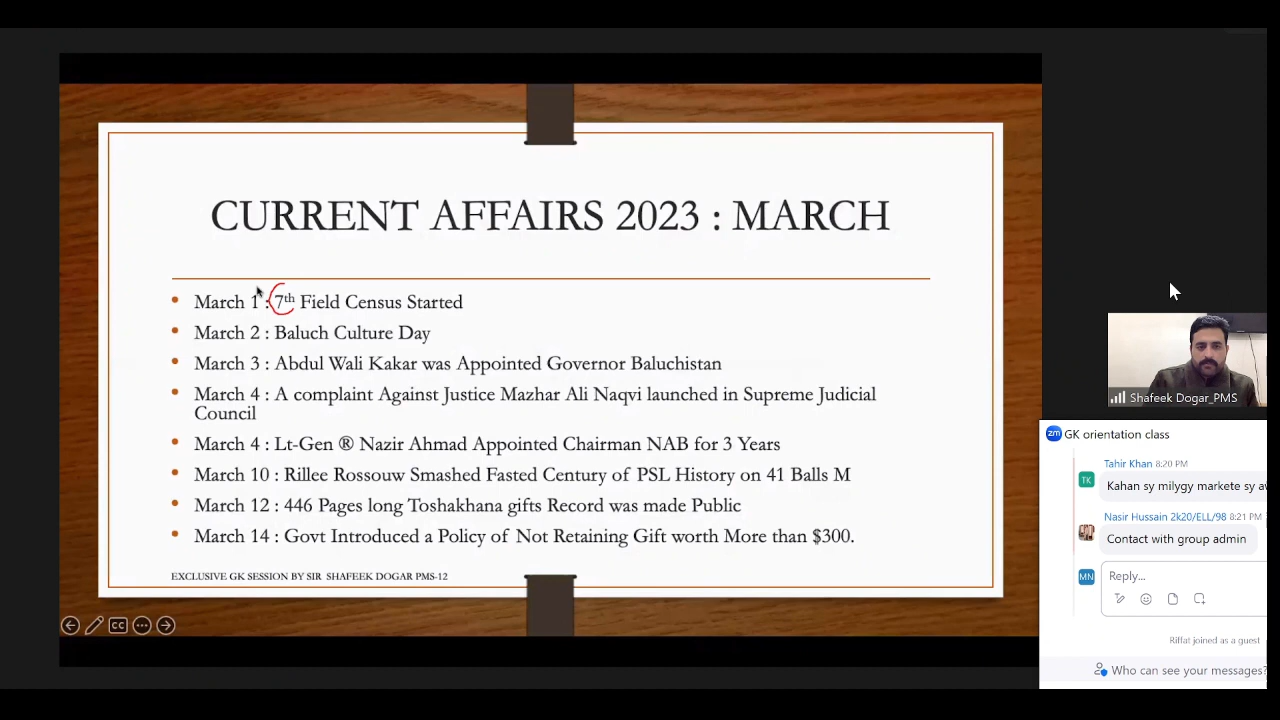 CURRENT AFFAIRS 2023 : MARCH
March 1 : 7th Field Census Started
March 2 : Baluch Culture Day
March 3 : Abdul Wali Kakar was Appointed Governor Baluchistan
March 4 : A complaint Against Justice Mazhar Ali Naqvi launched in Supreme Judicial
Council
March 4 : Lt-Gen ® Nazir Ahmad Appointed Chairman NAB for 3 Years
March 10 : Rillee Rossouw Smashed Fasted Century of PSL History on 41 Balls M
March 12 : 446 Pages long Toshakhana gifts Record was made Public
March 14 : Govt Introduced a Policy of Not Retaining Gift worth More than $300.
EXCLUSIVE GK SESSION BY SIR SHAFEEK DOGAR PMS-12
CC
Shafeek Dogar_PMS
zm GK orientation class
Tahir Khan 8:20 PM
TK Kahan sy milygy markete sy a
Nasir Hussain 2k20/ELL/98 8:21 PM
Contact with group admin
MN Reply...
Riffat joined as a guest
Who can see your messages?